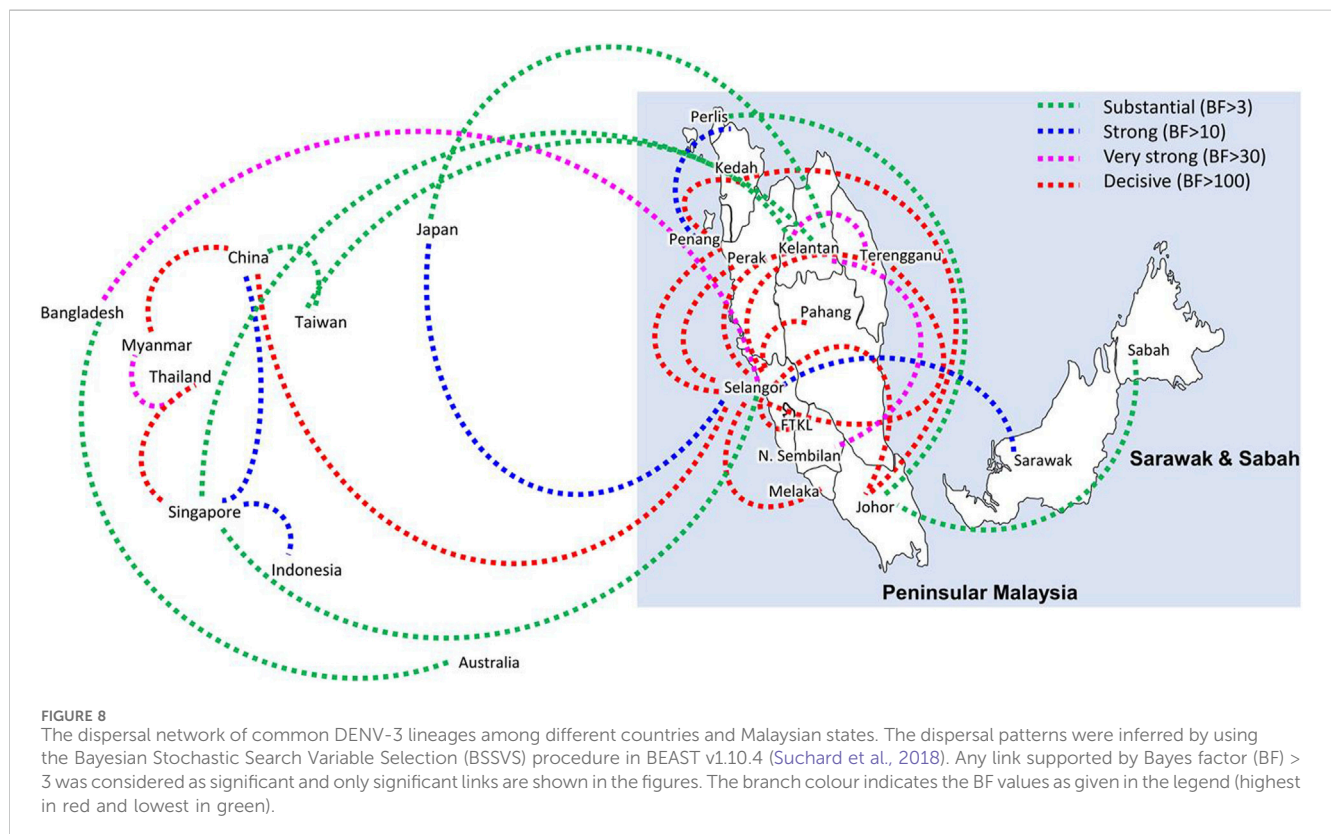 Substantial (BF>3)
Strong (BF>10)
Very strong (BF>30)
Decisive (BF>100)
Perlis
Kedah
Japan
Penang
Kelantan
China
Perak
Terengganu
Bangladesh
Taiwan
Pahang
Myanmar
Sabah
Thailand
Selangor
FTKL
N. Sembilan
Sarawak
Sarawak & Sabah
Melaka
Singapore
Johor
Indonesia
Peninsular Malaysia
Australia
FIGURE 8
The dispersal network of common DENV-3 lineages among different countries and Malaysian states. The dispersal patterns were inferred by using
the Bayesian Stochastic Search Variable Selection (BSSVS) procedure in BEAST v1.10.4 (Suchard et al., 2018). Any link supported by Bayes factor (BF) >
3 was considered as significant and only significant links are shown in the figures. The branch colour indicates the BF values as given in the legend (highest
in red and lowest in green).